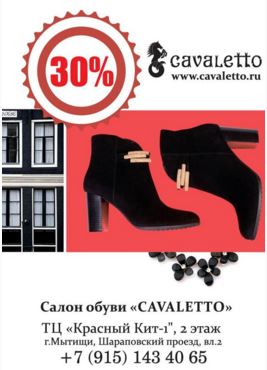 30%
cavaletto
www.cavaletto.ru
Салон обуви «CAVALETTO»
ТЦ «Красный Кит-1", 2 этаж
г.Мытищи, Шараповский проезд, вл.2
+7 (915) 143 40 65